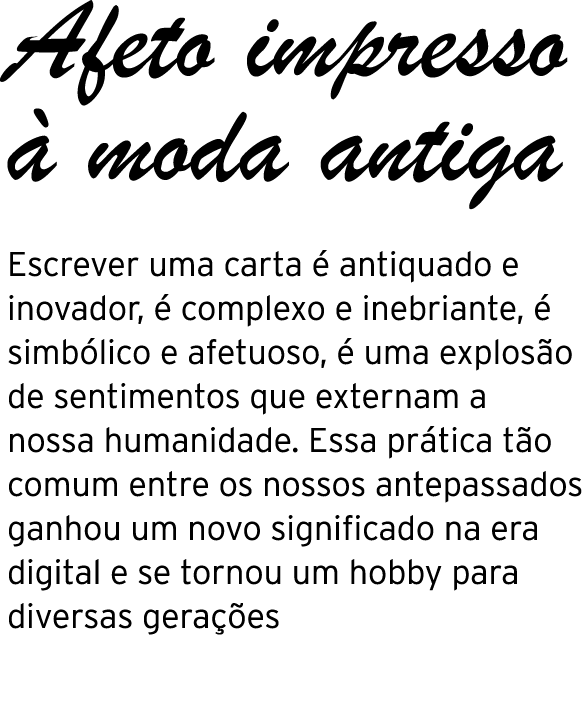 Afeto impresso
à moda antiga
Escrever uma carta é antiquado e
inovador, é complexo e inebriante, é
simbólico e afetuoso, é uma explosão
de sentimentos que externam a
nossa humanidade. Essa prática tão
comum entre os nossos antepassados
ganhou um novo significado na era
digital e se tornou um hobby para
diversas gerações